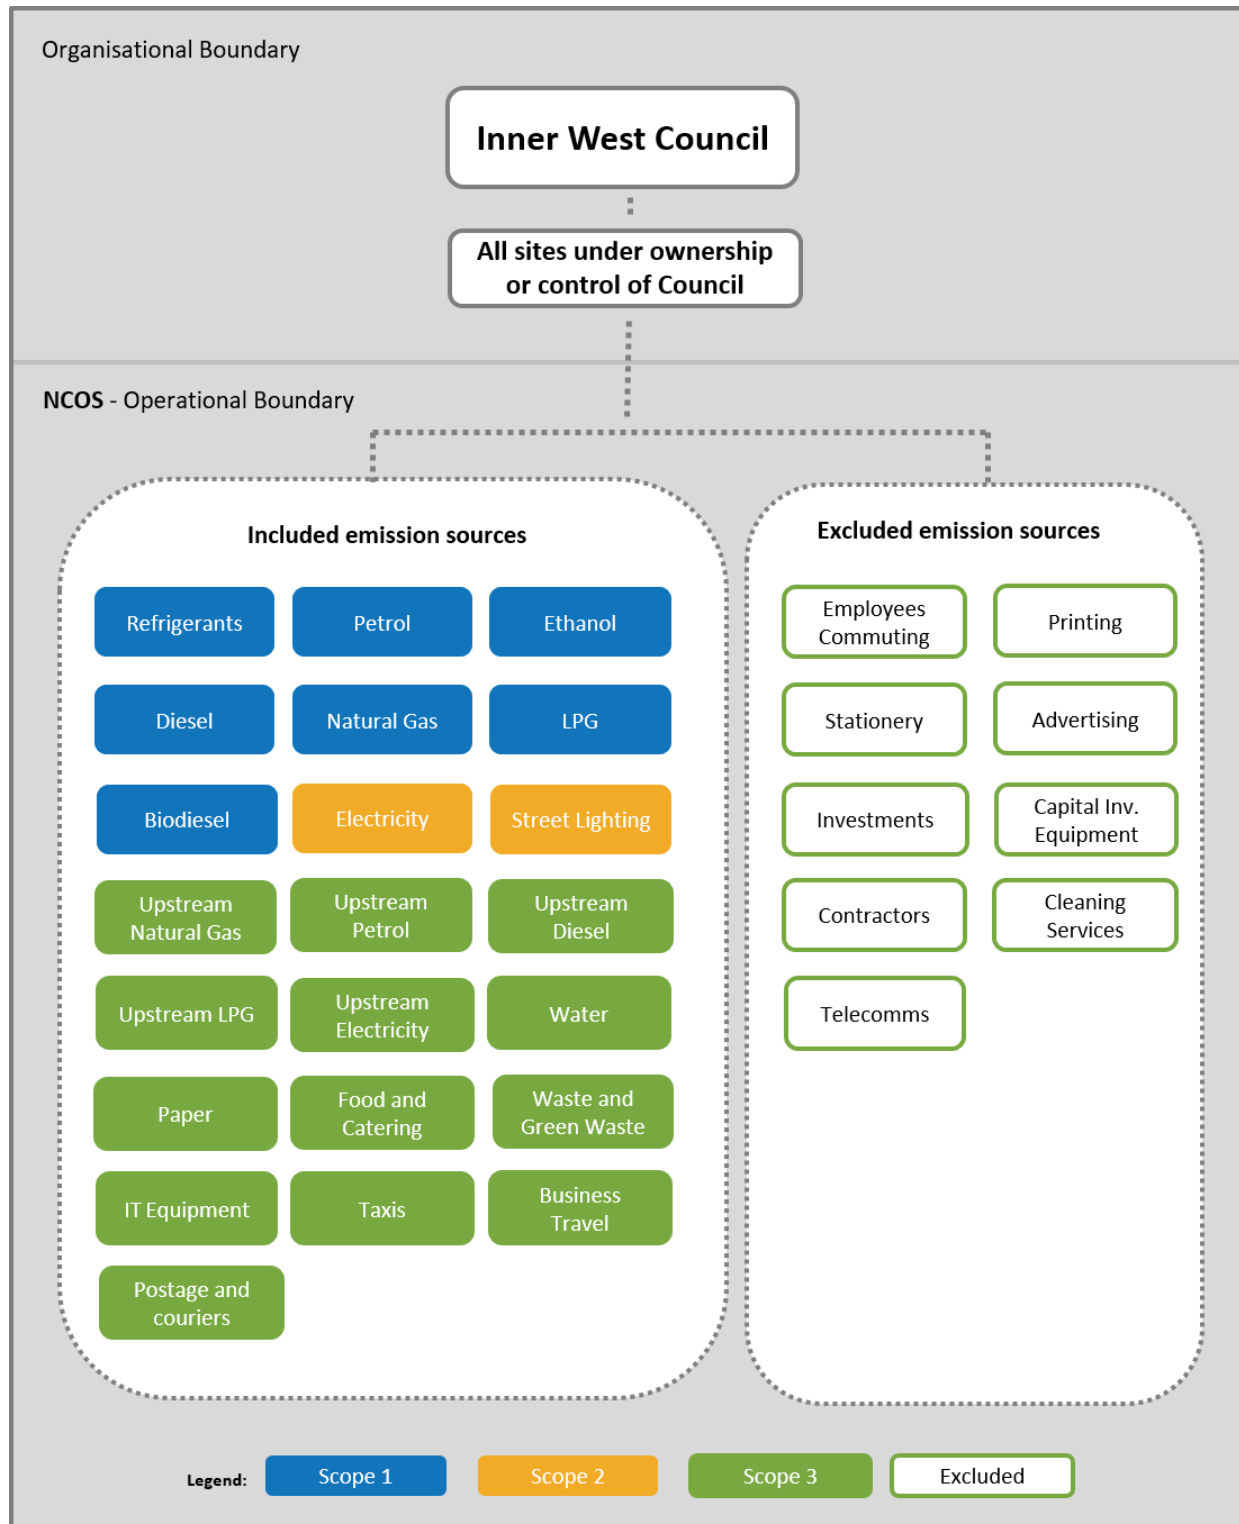 Organisational Boundary
Inner West Council
All sites under ownership
or control of Council
NCOS - Operational Boundary
Included emission sources
Refrigerants
Petrol
Ethanol
Diesel
Natural Gas
LPG
Biodiesel
Electricity
Street Lighting
Upstream
Natural Gas
Upstream
Petrol
Upstream
Diesel
Upstream LPG
Upstream
Electricity
Water
Paper
Food and
Catering
Waste and
Green Waste
IT Equipment
Taxis
Business
Travel
Postage and
couriers
Excluded emission sources
Employees
Commuting
Printing
Stationery
Advertising
Investments
Capital Inv.
Equipment
Contractors
Cleaning
Services
Telecomms
Legend:
Scope 1
Scope 2
Scope 3
Excluded